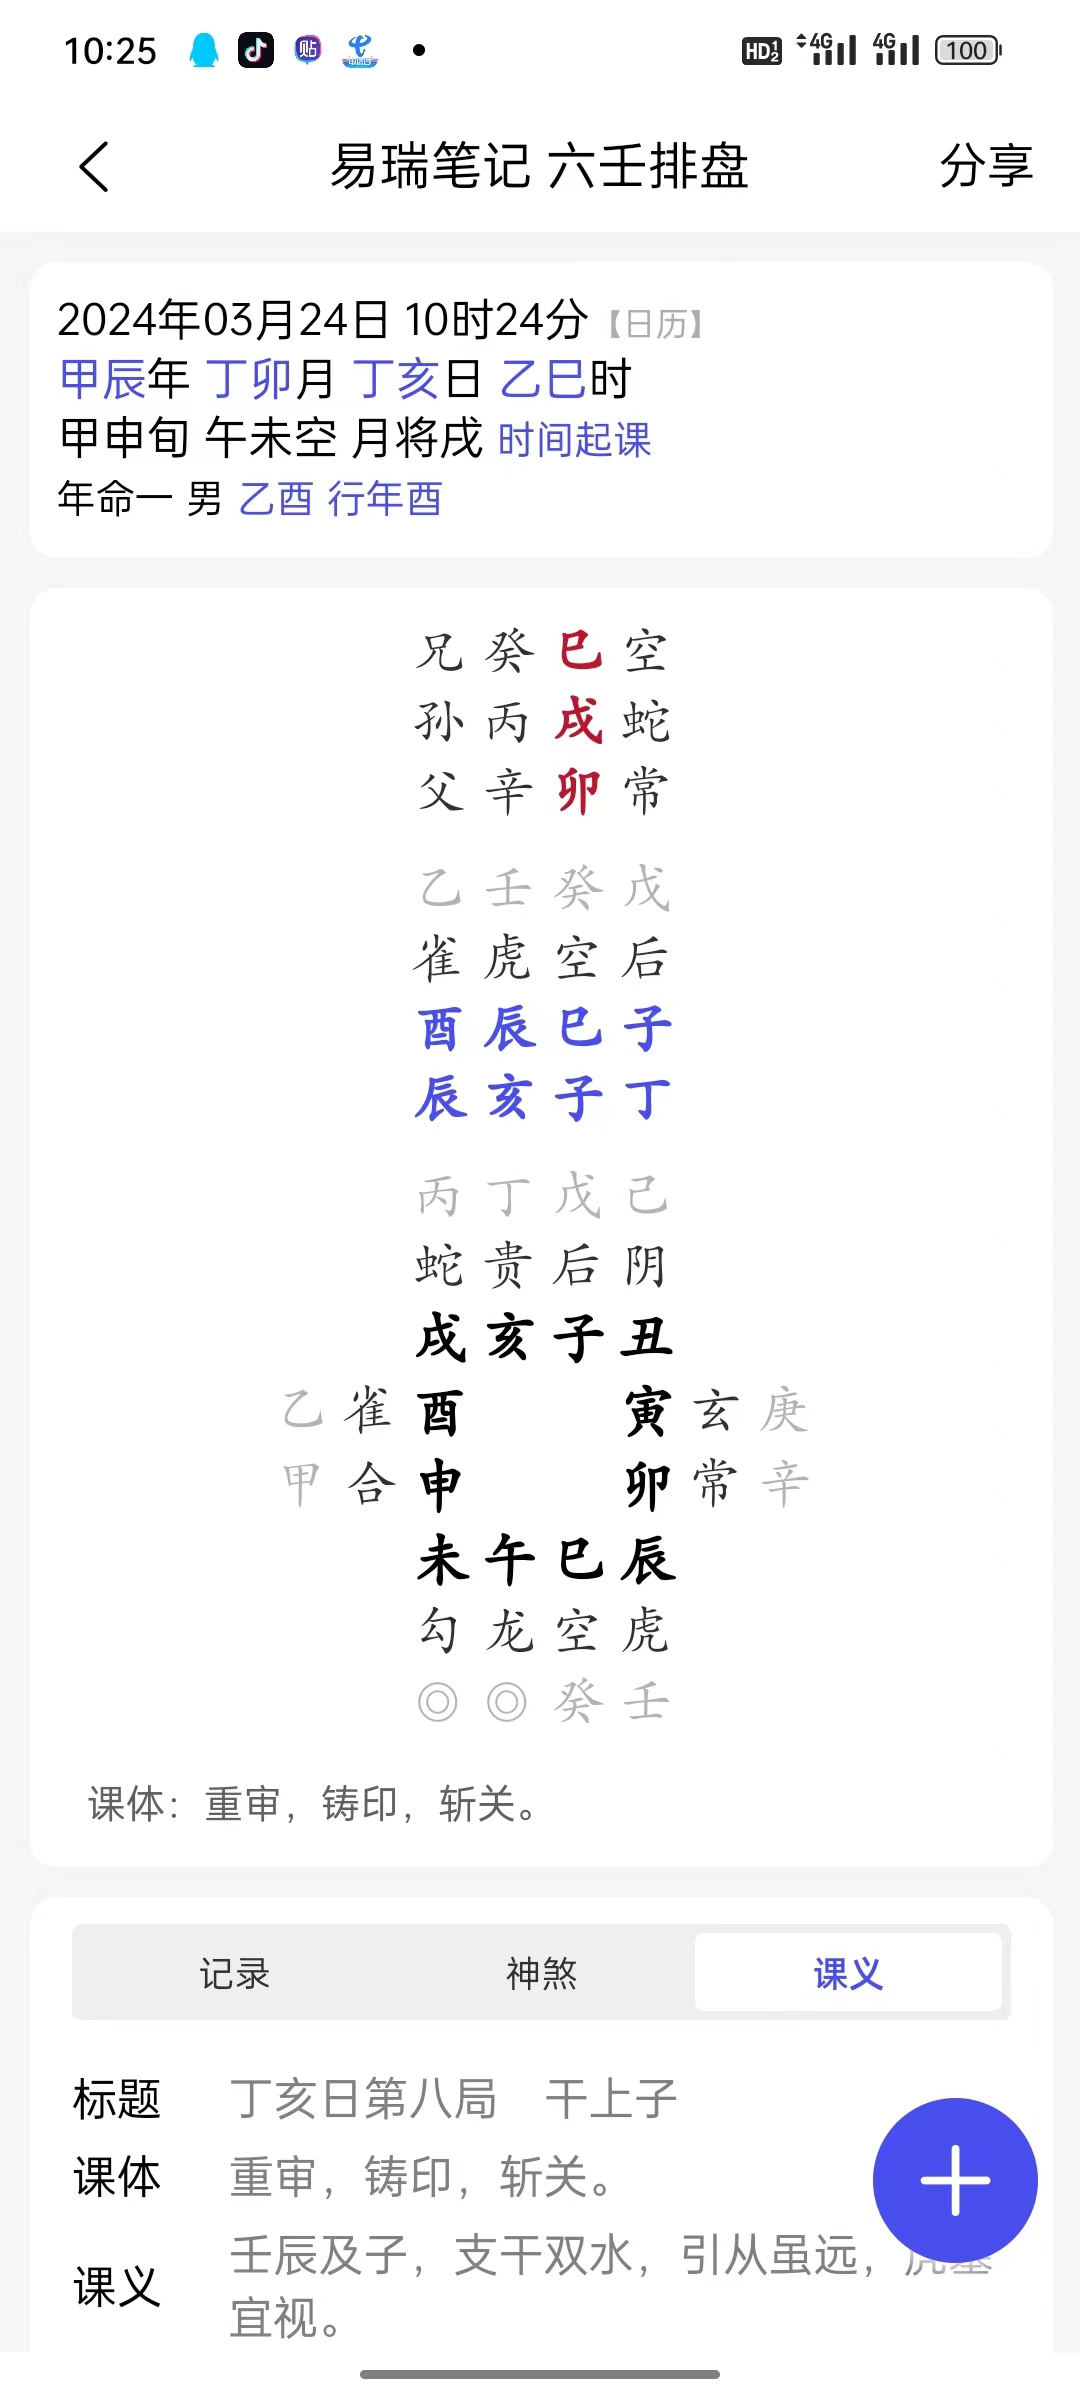 10:25 贴 HD 1 2 4G 4G 100
易瑞笔记 六壬排盘 分享
2024年03月24日 10时24分【日历】
甲辰年 丁卯月 丁亥日 乙巳时
甲申旬 午未空 月将戌 时间起课
年命一 男 乙酉 行年酉
兄 癸 巳 空
孙 丙 戌 蛇
父 辛 卯 常
乙 壬 癸 戊
雀 虎 空 后
酉 辰 巳 子
辰 亥 子 丁
丙 丁 戊 己
蛇 贵 后 阴
戌 亥 子 丑
乙 雀 酉 寅 玄 庚
甲 合 申 卯 常 辛
未 午 巳 辰
勾 龙 空 虎
◎ ◎ 癸 壬
课体：重审，铸印，斩关。
记录 神煞 课义
标题 丁亥日第八局 干上子
课体 重审，铸印，斩关。
课义 壬辰及子，支干双水，引从虽远，虎墓
宜视。